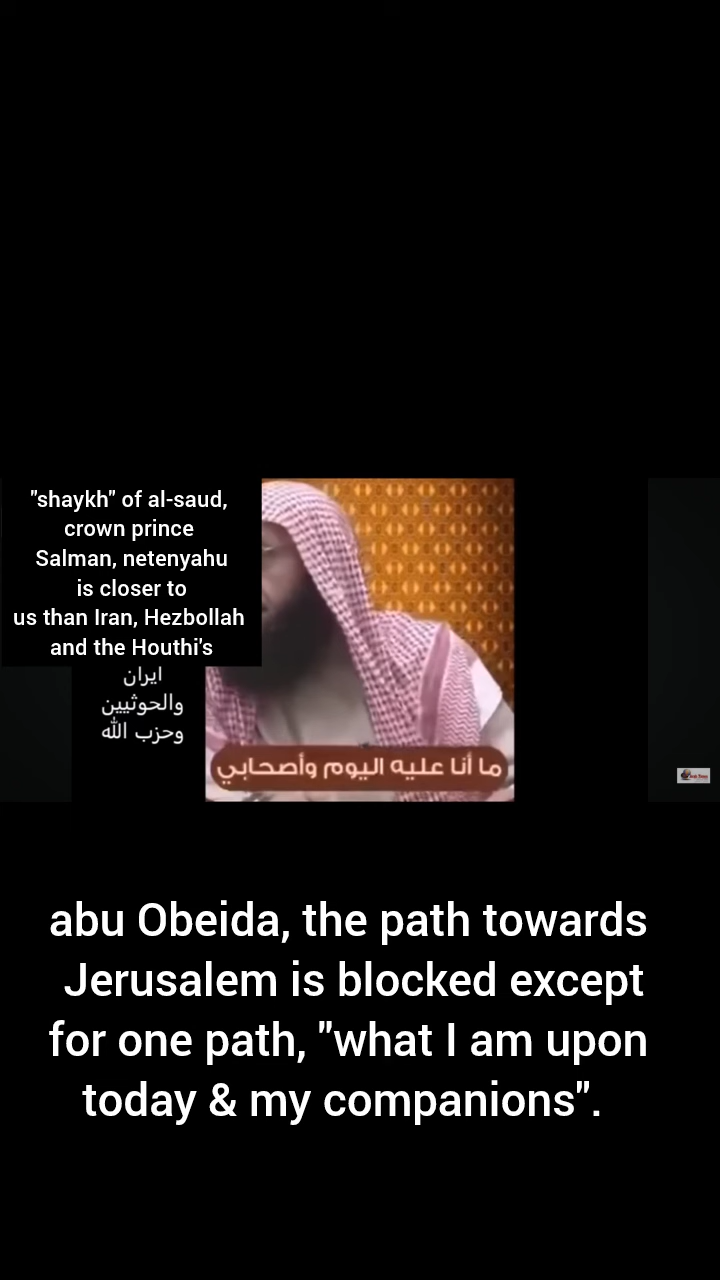 "shaykh" of al-saud,
crown prince
Salman, netenyahu
is closer to
us than Iran, Hezbollah
and the Houthi's
ايران
والحوثيين
وحزب الله
ما أنا عليه اليوم وأصحابي
abu Obeida, the path towards
Jerusalem is blocked except
for one path, "what I am upon
today & my companions".